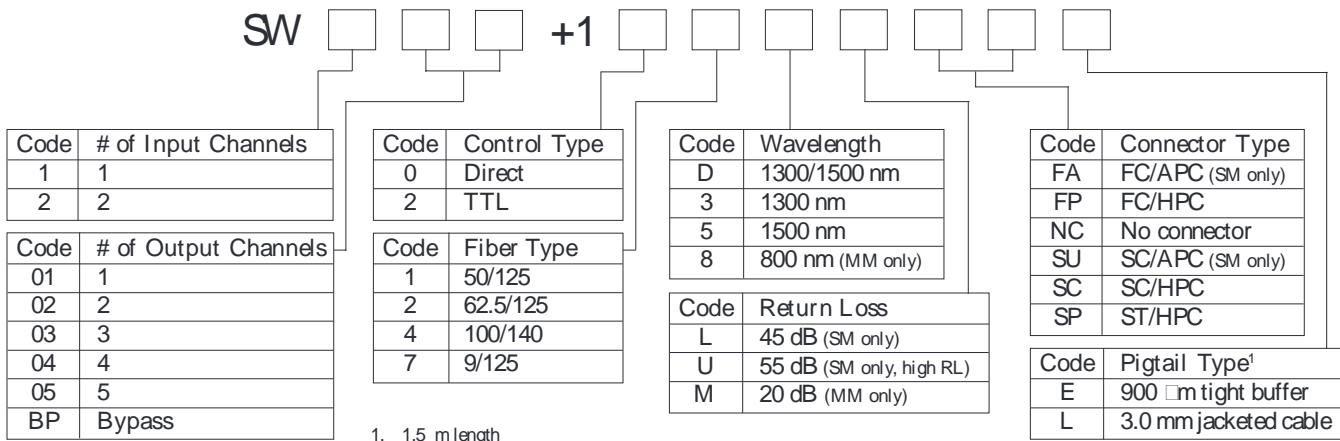 SW +1
Code # of Input Channels
1 1
2 2
Code # of Output Channels
01 1
02 2
03 3
04 4
05 5
BP Bypass
Code Control Type
0 Direct
2 TTL
Code Fiber Type
1 50/125
2 62.5/125
4 100/140
7 9/125
1. 1.5 m length
Code Wavelength
D 1300/1500 nm
3 1300 nm
5 1500 nm
8 800 nm (MM only)
Code Return Loss
L 45 dB (SM only)
U 55 dB (SM only, high RL)
M 20 dB (MM only)
Code Connector Type
FA FC/APC (SM only)
FP FC/HPC
NC No connector
SU SC/APC (SM only)
SC SC/HPC
SP ST/HPC
Code Pigtail Type¹
E 900 □m tight buffer
L 3.0 mm jacketed cable